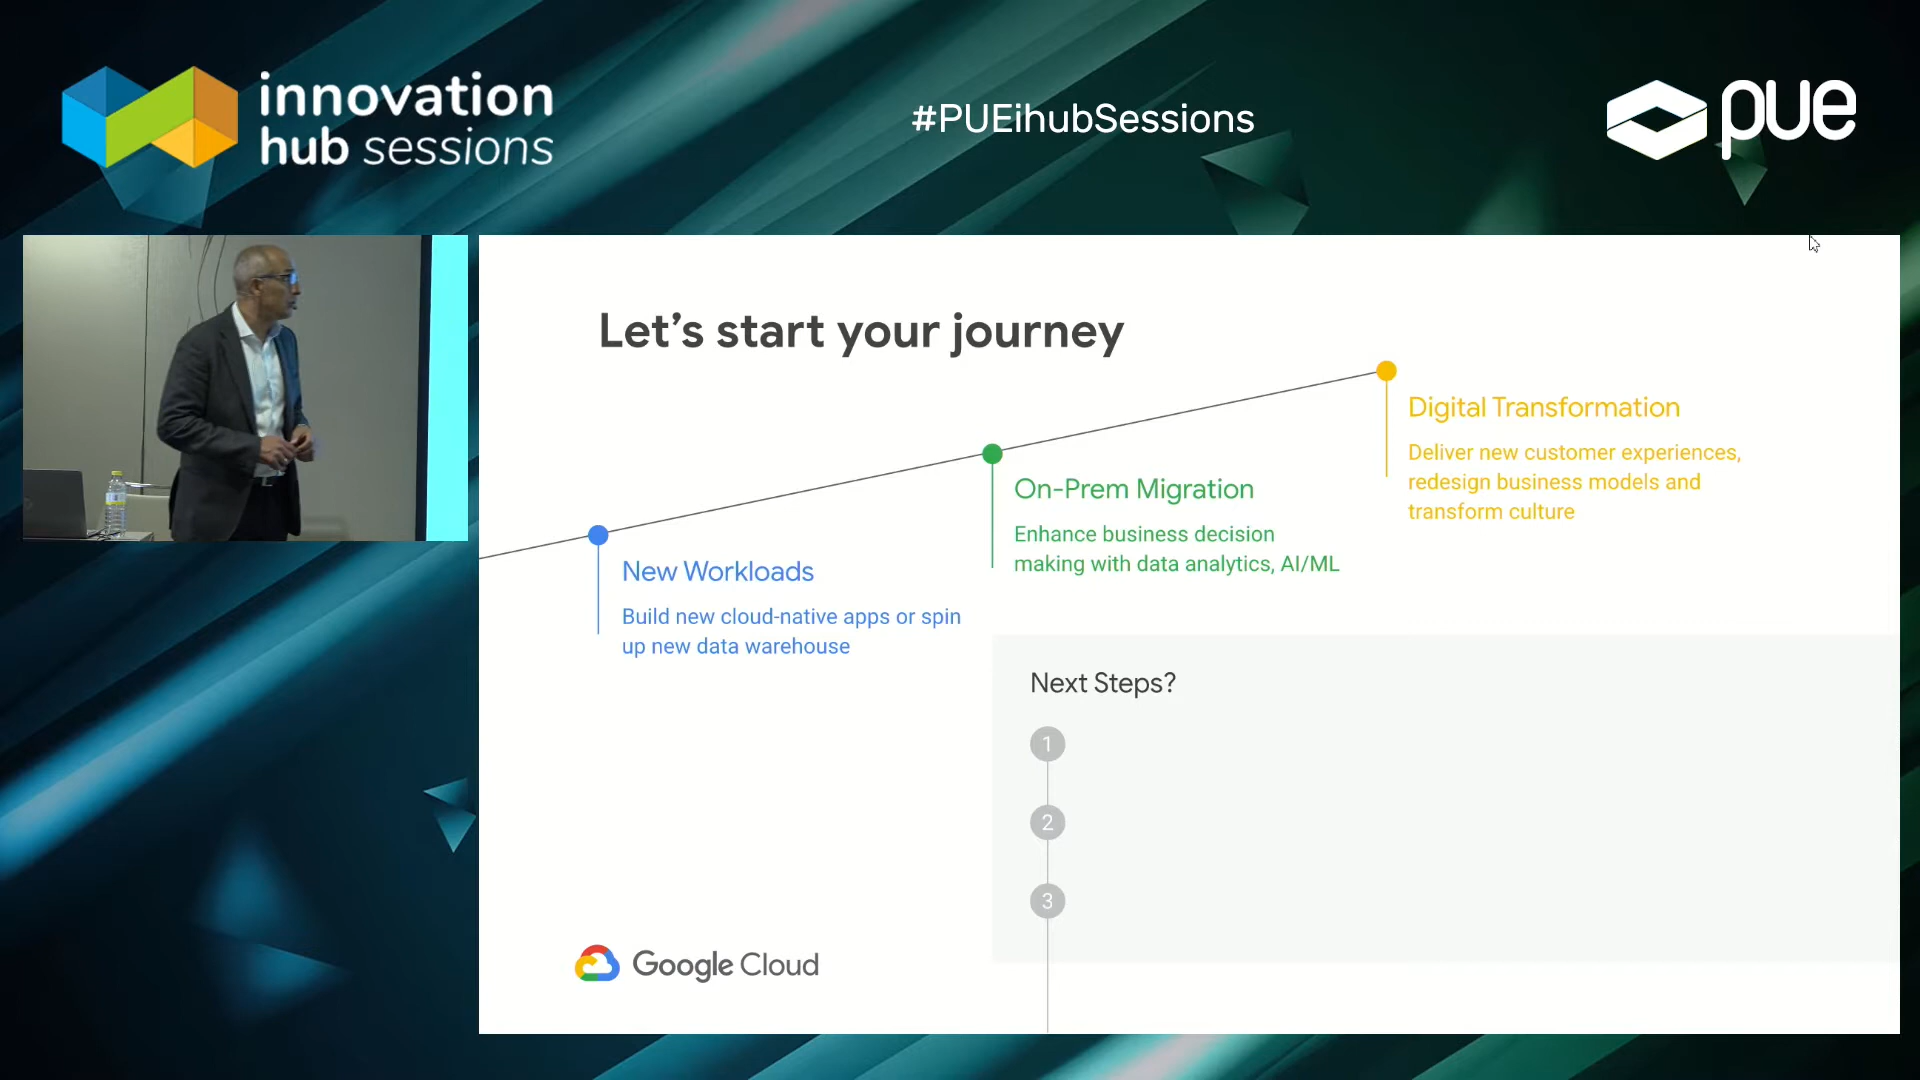 innovation
hub sessions
#PUEihubSessions
pue
Let’s start your journey
Digital Transformation
Deliver new customer experiences,
redesign business models and
transform culture
On-Prem Migration
Enhance business decision
making with data analytics, AI/ML
New Workloads
Build new cloud-native apps or spin
up new data warehouse
Next Steps?
1
2
3
Google Cloud